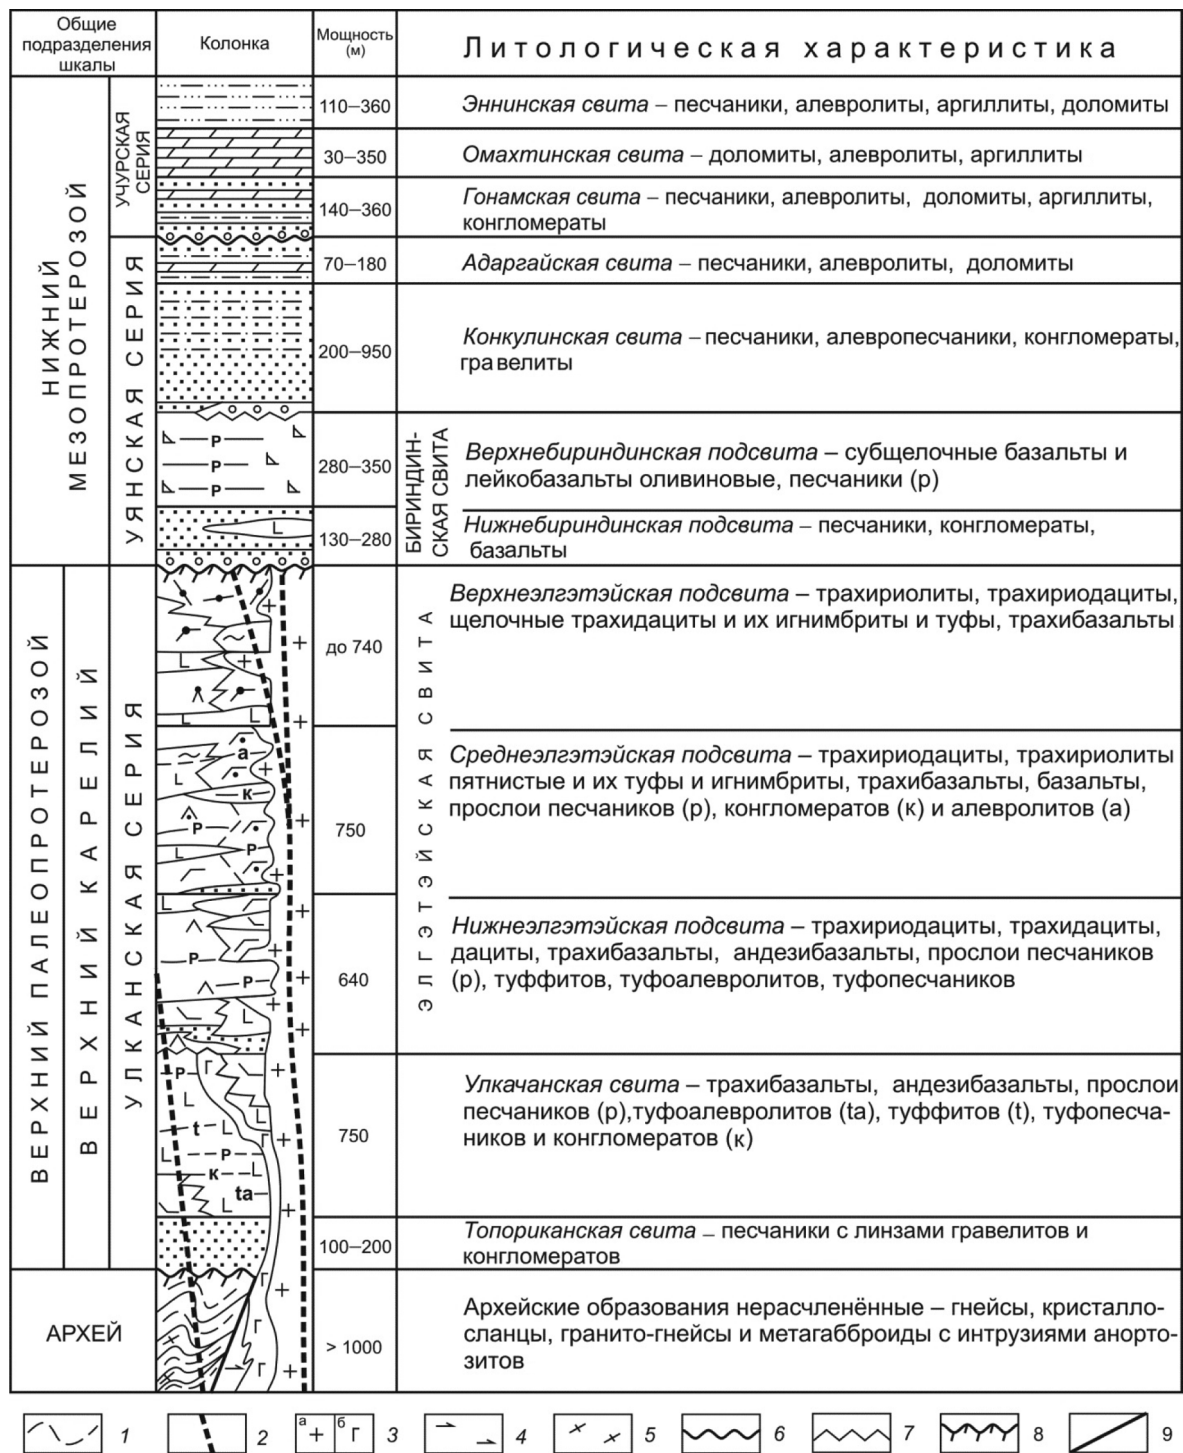 Общие
подразделения
шкалы
Колонка
Мощность
(м)
Литологическая характеристика
НИЖНИЙ
МЕЗОПРОТЕРОЗОЙ
УЧУРСКАЯ
СЕРИЯ
110–360
Эннинская свита – песчаники, алевролиты, аргиллиты, доломиты
30–350
Омахтинская свита – доломиты, алевролиты, аргиллиты
140–360
Гонамская свита – песчаники, алевролиты, доломиты, аргиллиты,
конгломераты
УЯНСКАЯ СЕРИЯ
70–180
Адаргайская свита – песчаники, алевролиты, доломиты
200–950
Конкулинская свита – песчаники, алевропесчаники, конгломераты,
гравелиты
Р
Р
Р
280–350
БИРИНДИН-
СКАЯ СВИТА
Верхнебириндинская подсвита – субщелочные базальты и
лейкобазальты оливиновые, песчаники (р)
L
130–280
Нижнебириндинская подсвита – песчаники, конгломераты,
базальты
ВЕРХНИЙ ПАЛЕОПРОТЕРОЗОЙ
ВЕРХНИЙ КАРЕЛИЙ
УЛКАНСКАЯ СЕРИЯ
до 740
ЭЛГЭТЭЙСКАЯ СВИТА
Верхнеэлгэтэйская подсвита – трахириолиты, трахириодациты,
щелочные трахидациты и их игнимбриты и туфы, трахибазальты
а
к
Р
Р
750
Среднеэлгэтэйская подсвита – трахириодациты, трахириолиты
пятнистые и их туфы и игнимбриты, трахибазальты, базальты,
прослои песчаников (р), конгломератов (к) и алевролитов (а)
Р
Р
640
Нижнеэлгэтэйская подсвита – трахириодациты, трахидациты,
дациты, трахибазальты, андезибазальты, прослои песчаников
(р), туффитов, туфоалевролитов, туфопесчаников
Р
Г
t
Р
к
ta
Г
750
Улкачанская свита – трахибазальты, андезибазальты, прослои
песчаников (р),туфоалевролитов (ta), туффитов (t), туфопесча-
ников и конгломератов (к)
100–200
Топориканская свита – песчаники с линзами гравелитов и
конгломератов
АРХЕЙ
Г
Г
Г
> 1000
Архейские образования нерасчленённые – гнейсы, кристалло-
сланцы, гранито-гнейсы и метагабброиды с интрузиями анорто-
зитов
1
2
а + б Г 3
4
5
6
7
8
9